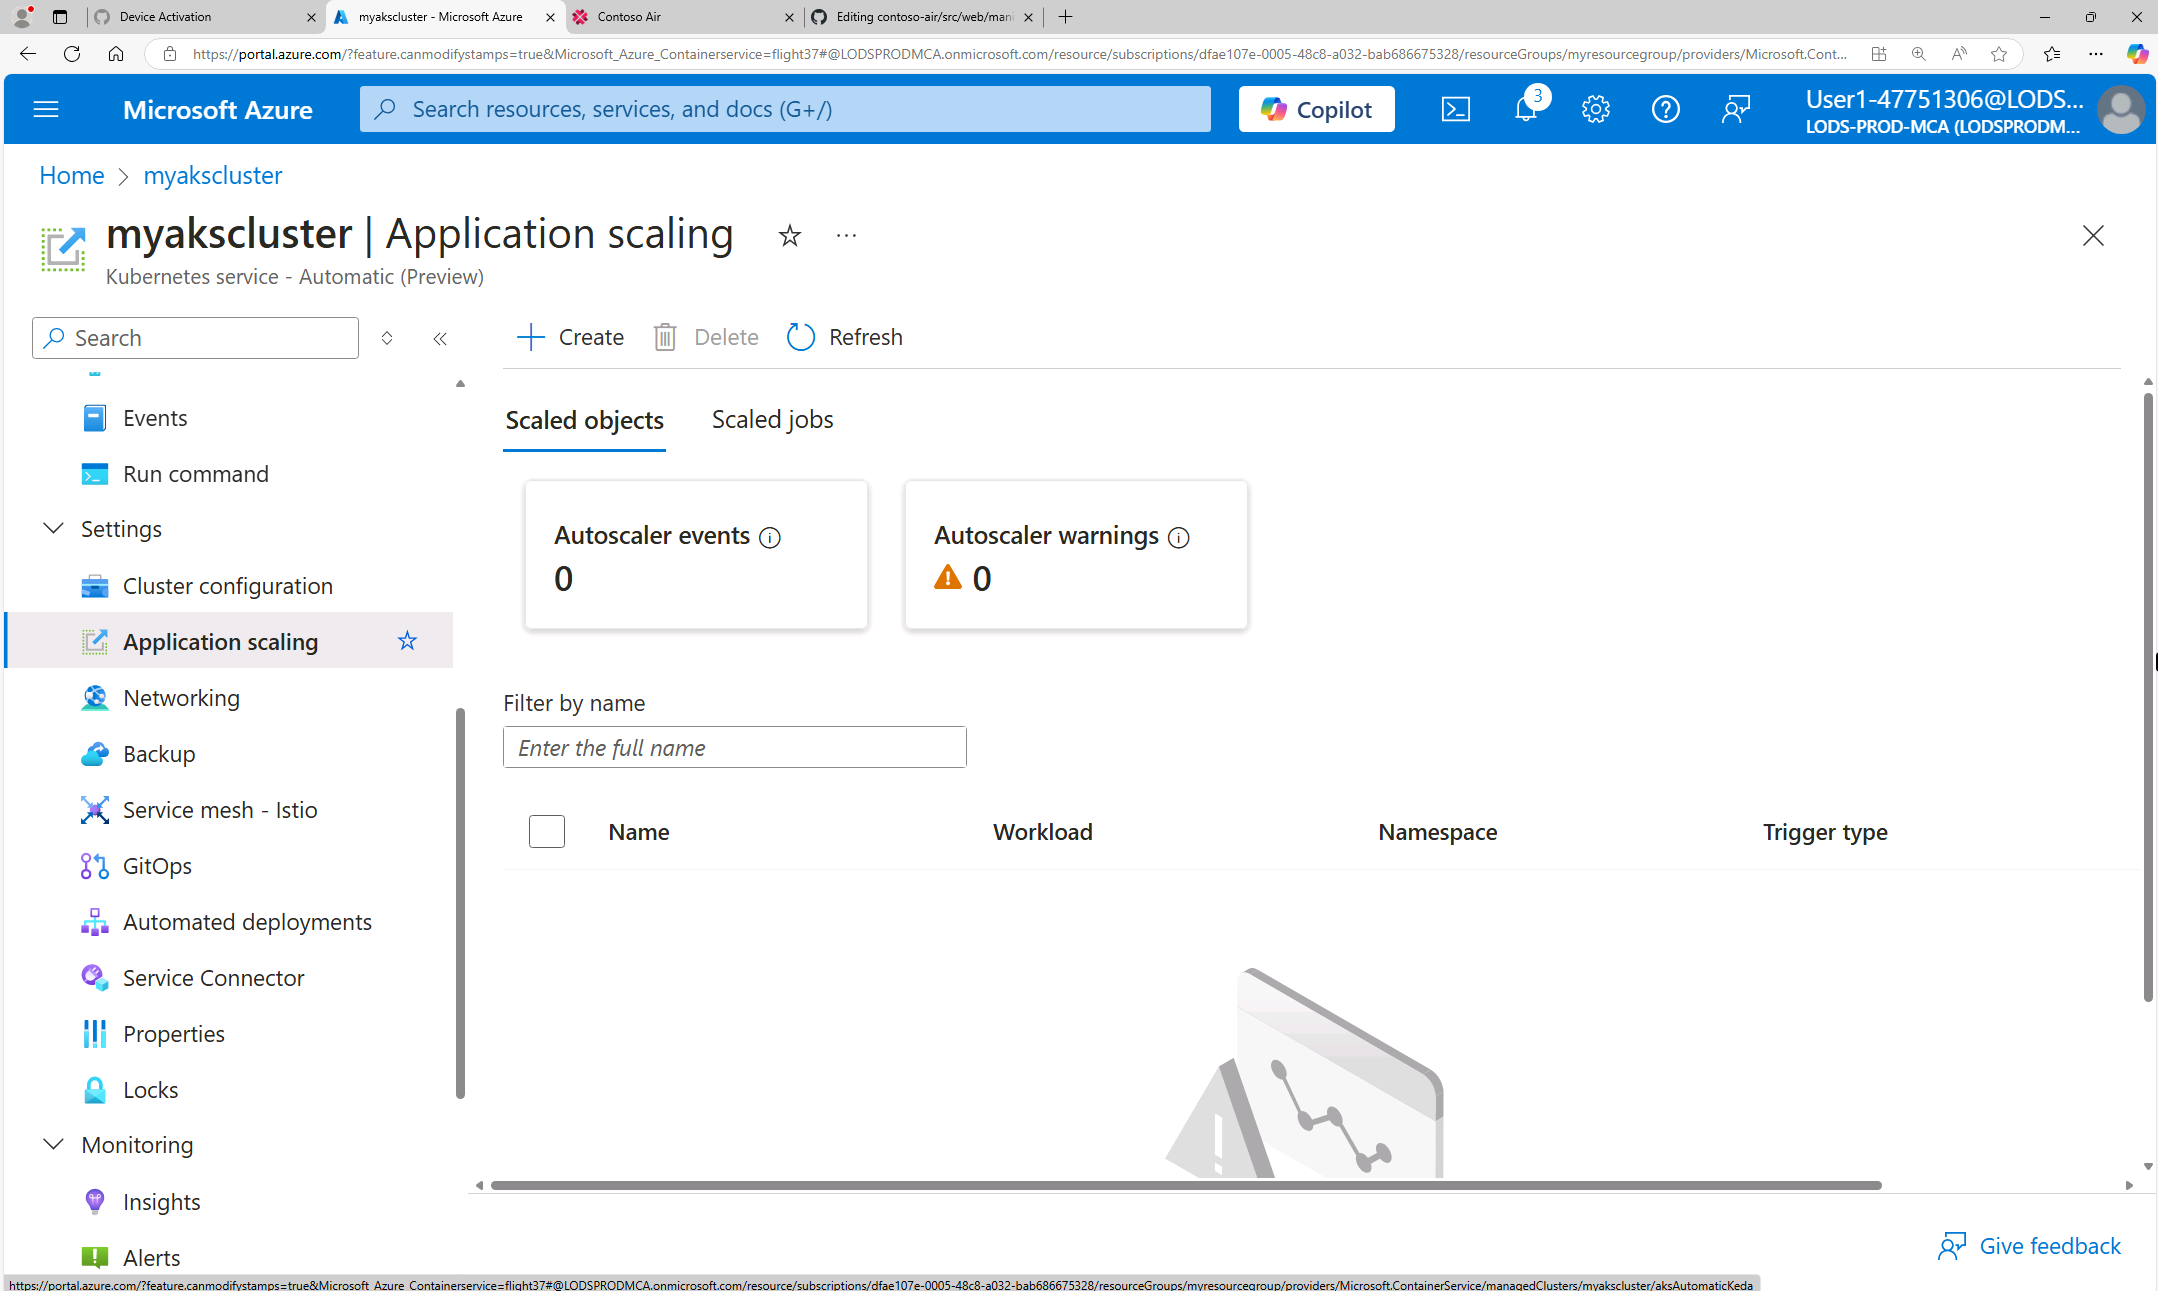 Device Activation
myakscluster - Microsoft Azure
Contoso Air
Editing contoso-air/src/web/mani
https://portal.azure.com/?feature.canmodifystamps=true&Microsoft_Azure_Containerservice=flight37#@LODSPRODMCA.onmicrosoft.com/resource/subscriptions/dfae107e-0005-48c8-a032-bab686675328/resourceGroups/myresourcegroup/providers/Microsoft.Cont...
Microsoft Azure
Search resources, services, and docs (G+/)
Copilot
3
User1-47751306@LODS...
LODS-PROD-MCA (LODSPRODM...
Home > myakscluster
myakscluster | Application scaling
Kubernetes service - Automatic (Preview)
Search
Create
Delete
Refresh
Events
Run command
Settings
Cluster configuration
Application scaling
Networking
Backup
Service mesh - Istio
GitOps
Automated deployments
Service Connector
Properties
Locks
Monitoring
Insights
Alerts
Scaled objects
Scaled jobs
Autoscaler events
0
Autoscaler warnings
0
Filter by name
Enter the full name
Name
Workload
Namespace
Trigger type
Give feedback
https://portal.azure.com/?feature.canmodifystamps=true&Microsoft_Azure_Containerservice=flight37#@LODSPRODMCA.onmicrosoft.com/resource/subscriptions/dfae107e-0005-48c8-a032-bab686675328/resourceGroups/myresourcegroup/providers/Microsoft.ContainerService/managedClusters/myakscluster/aksAutomaticKeda